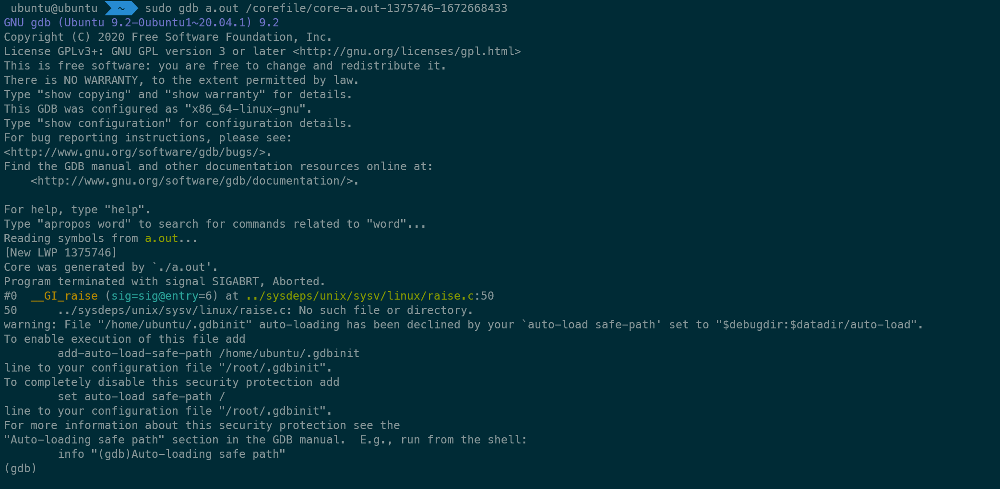 ubuntu@ubuntu ~ sudo gdb a.out /corefile/core-a.out-1375746-1672668433
GNU gdb (Ubuntu 9.2-0ubuntu1~20.04.1) 9.2
Copyright (C) 2020 Free Software Foundation, Inc.
License GPLv3+: GNU GPL version 3 or later <http://gnu.org/licenses/gpl.html>
This is free software: you are free to change and redistribute it.
There is NO WARRANTY, to the extent permitted by law.
Type "show copying" and "show warranty" for details.
This GDB was configured as "x86_64-linux-gnu".
Type "show configuration" for configuration details.
For bug reporting instructions, please see:
<http://www.gnu.org/software/gdb/bugs/>.
Find the GDB manual and other documentation resources online at:
    <http://www.gnu.org/software/gdb/documentation/>.

For help, type "help".
Type "apropos word" to search for commands related to "word"...
Reading symbols from a.out...
[New LWP 1375746]
Core was generated by `./a.out'.
Program terminated with signal SIGABRT, Aborted.
#0  __GI_raise (sig=sig@entry=6) at ../sysdeps/unix/sysv/linux/raise.c:50
50      ../sysdeps/unix/sysv/linux/raise.c: No such file or directory.
warning: File "/home/ubuntu/.gdbinit" auto-loading has been declined by your `auto-load safe-path' set to "$debugdir:$datadir/auto-load".
To enable execution of this file add
        add-auto-load-safe-path /home/ubuntu/.gdbinit
line to your configuration file "/root/.gdbinit".
To completely disable this security protection add
        set auto-load safe-path /
line to your configuration file "/root/.gdbinit".
For more information about this security protection see the
"Auto-loading safe path" section in the GDB manual.  E.g., run from the shell:
        info "(gdb)Auto-loading safe path"
(gdb)